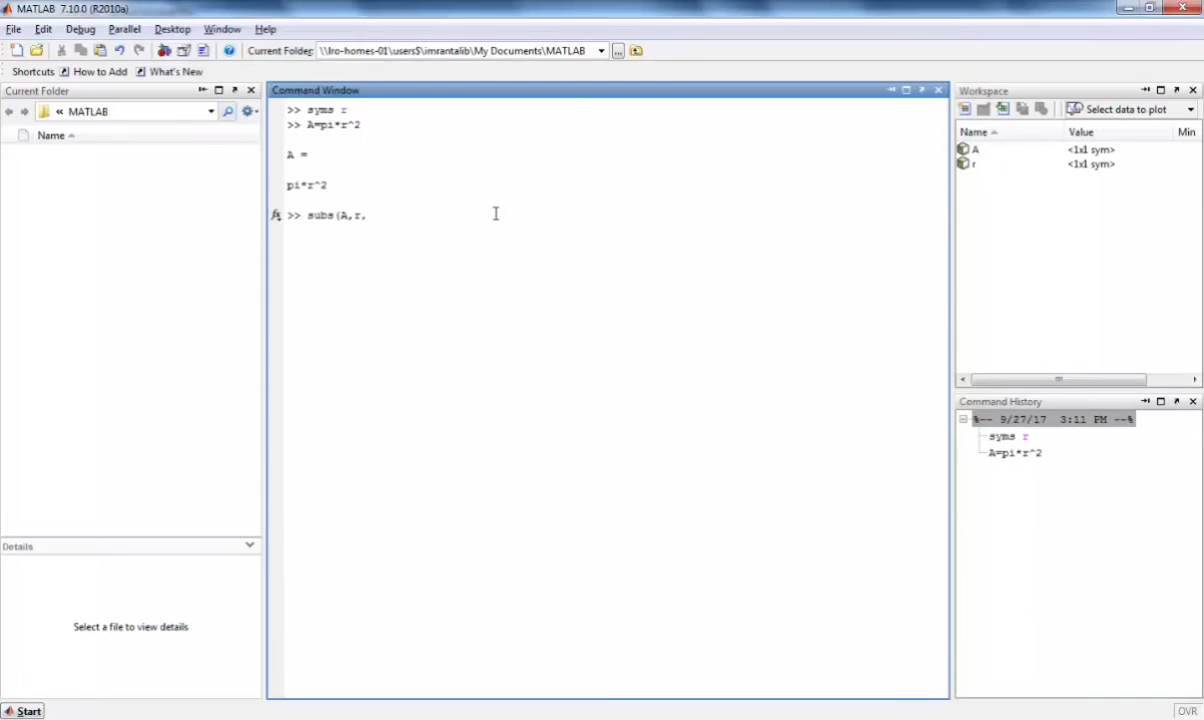 MATLAB 7.10.0 (R2010a)
File Edit Debug Parallel Desktop Window Help
Current Folder: \\lro-homes-01\users$\imrantalib\My Documents\MATLAB ...
Shortcuts How to Add What's New
Current Folder
« MATLAB
Name
Details
Select a file to view details
Command Window
>> syms r
>> A=pi*r^2
A =
pi*r^2
fx >> subs(A,r,
Workspace
Select data to plot
Name Value Min
A <1x1 sym>
r <1x1 sym>
Command History
%-- 9/27/17 3:11 PM --%
syms r
A=pi*r^2
Start
OVR